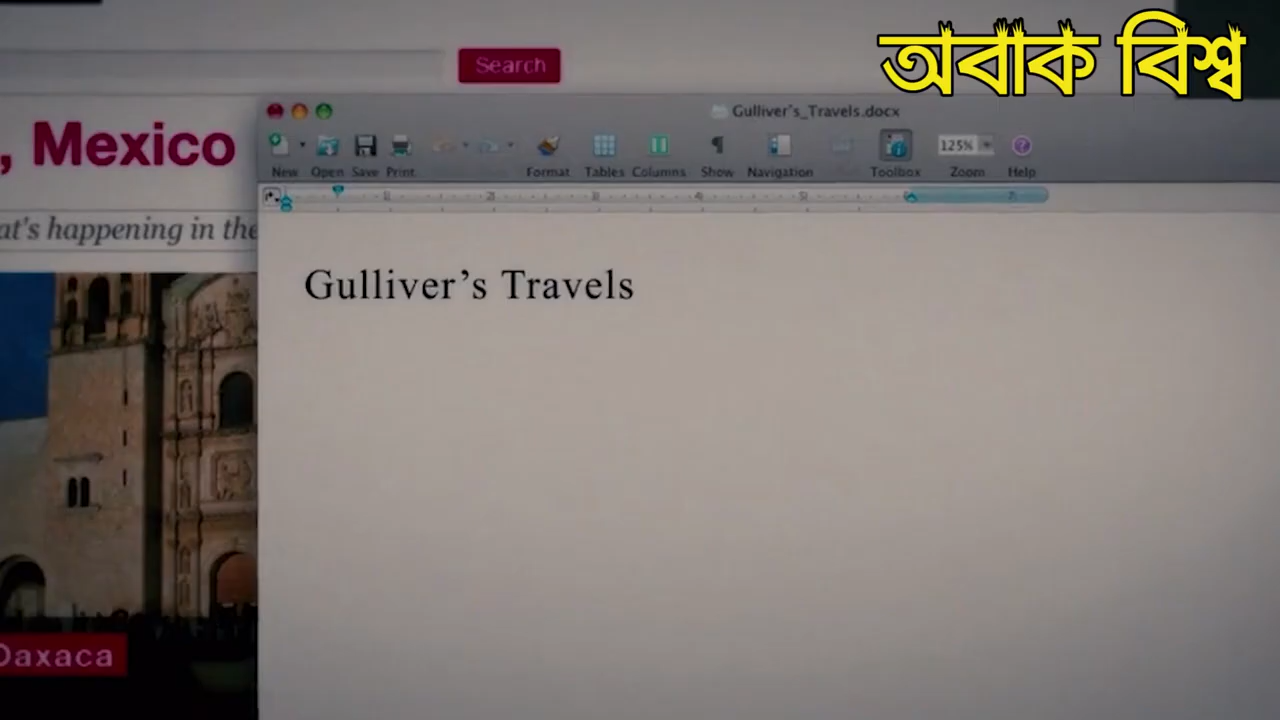 অবাক বিশ্ব
Search
, Mexico
at's happening in the
Oaxaca
Gulliver's_Travels.docx
New Open Save Print Format Tables Columns Show Navigation Toolbox Zoom Help
125%
Gulliver's Travels